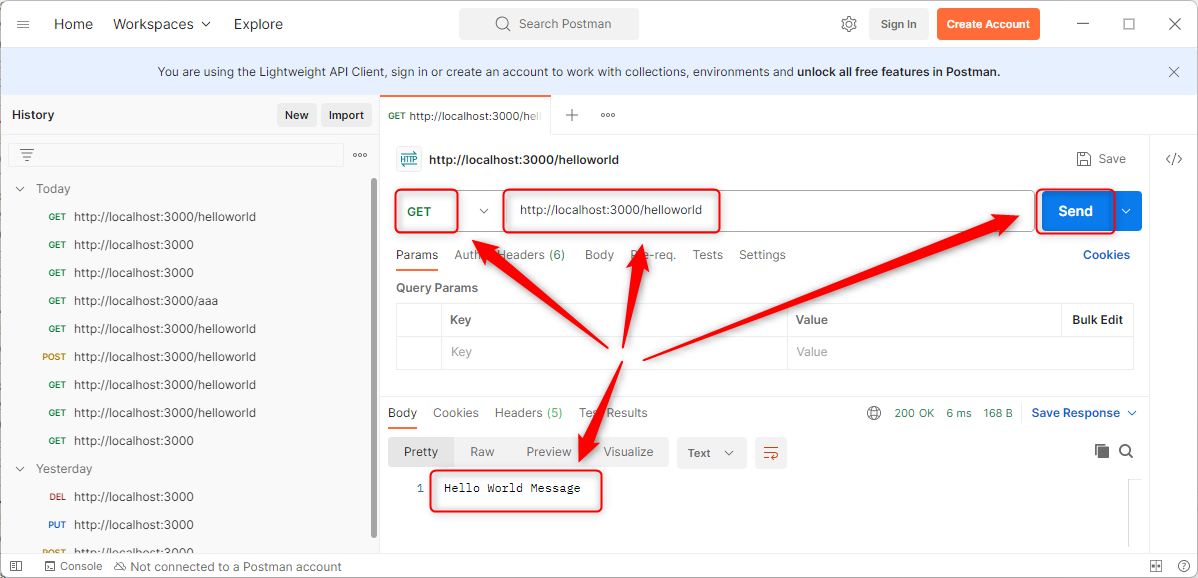 Home Workspaces Explore Search Postman Sign In Create Account
You are using the Lightweight API Client, sign in or create an account to work with collections, environments and unlock all free features in Postman.
History New Import
Today
GET http://localhost:3000/helloworld
GET http://localhost:3000
GET http://localhost:3000
GET http://localhost:3000/aaa
GET http://localhost:3000/helloworld
POST http://localhost:3000/helloworld
GET http://localhost:3000/helloworld
GET http://localhost:3000/helloworld
GET http://localhost:3000
Yesterday
DEL http://localhost:3000
PUT http://localhost:3000
POST http://localhost:3000
GET http://localhost:3000/hell
HTTP http://localhost:3000/helloworld Save </>
GET http://localhost:3000/helloworld Send
Params Auth Headers (6) Body Pre-req. Tests Settings Cookies
Query Params
Key Value Bulk Edit
Key Value
Body Cookies Headers (5) Test Results 200 OK 6 ms 168 B Save Response
Pretty Raw Preview Visualize Text
1 Hello World Message
Console Not connected to a Postman account